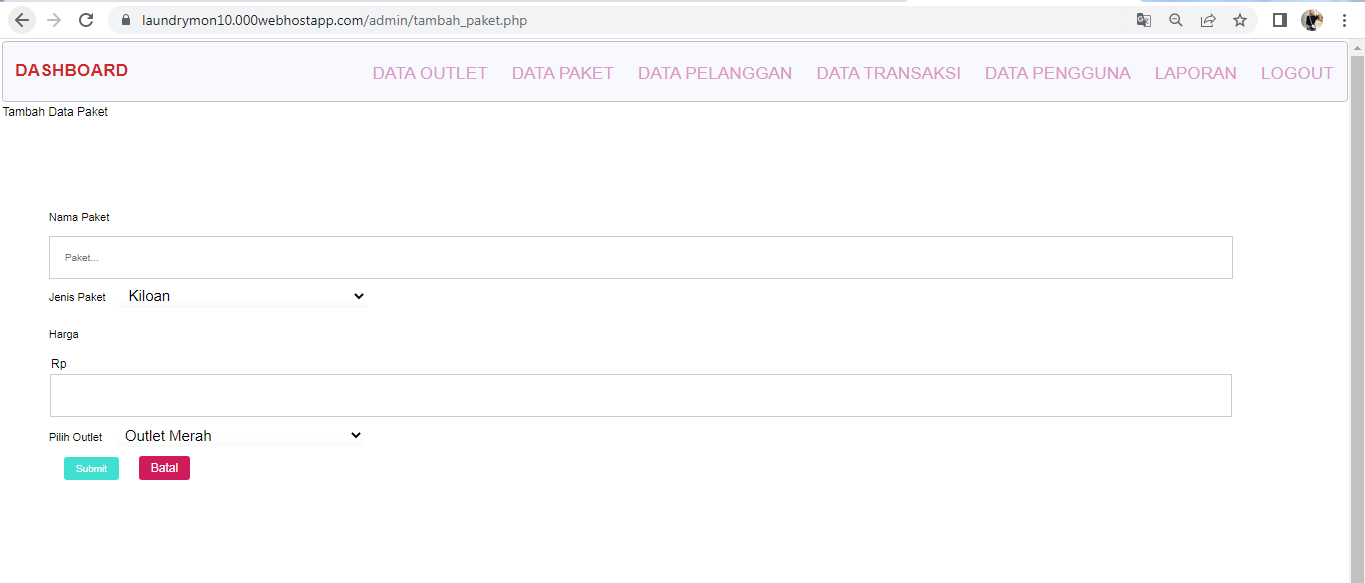 laundrymon10.000webhostapp.com/admin/tambah_paket.php
DASHBOARD DATA OUTLET DATA PAKET DATA PELANGGAN DATA TRANSAKSI DATA PENGGUNA LAPORAN LOGOUT
Tambah Data Paket
Nama Paket
Paket...
Jenis Paket Kiloan
Harga
Rp
Pilih Outlet Outlet Merah
Submit Batal